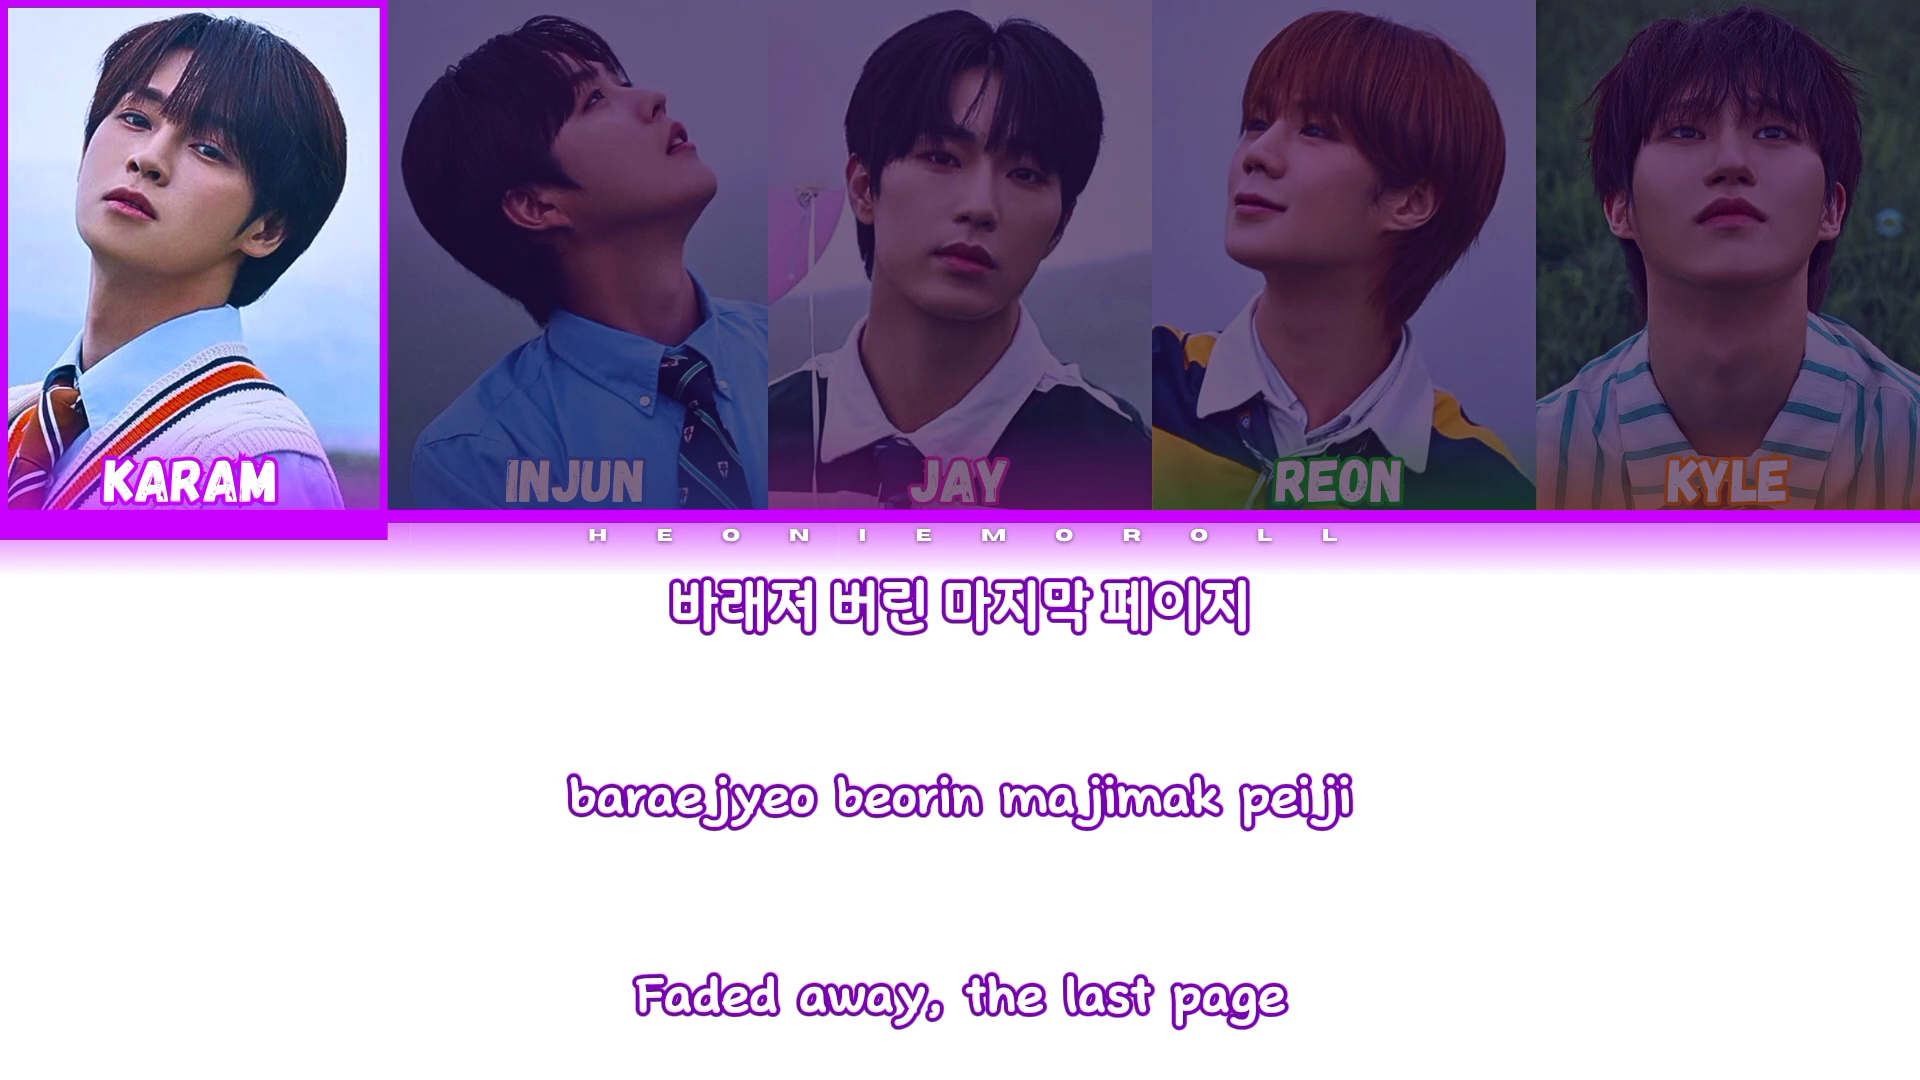 KARAM
INJUN
JAY
REON
KYLE
HEONIEMOROLL
바래져 버린 마지막 페이지
baraejyeo beorin majimak peiji
Faded away, the last page